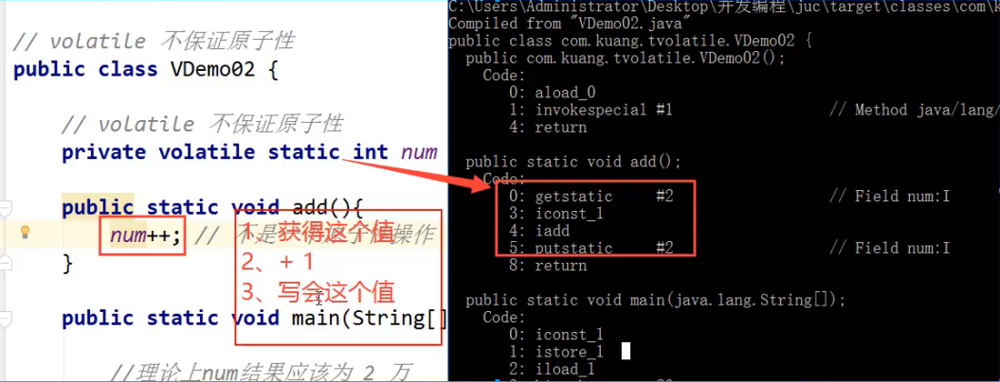 // volatile 不保证原子性
public class VDemo02 {
// volatile 不保证原子性
private volatile static int num
public static void add(){
num++; // 不是一个原子性操作
}
public static void main(String[]
//理论上num结果应该为 2 万
1、获得这个值
2、+ 1
3、写会这个值
C:\Users\Administrator\Desktop\开发编程\juc\target\classes\com\k
Compiled from "VDemo02.java"
public class com.kuang.tvolatile.VDemo02 {
public com.kuang.tvolatile.VDemo02();
Code:
0: aload_0
1: invokespecial #1 // Method java/lang/
4: return
public static void add();
Code:
0: getstatic #2 // Field num:I
3: iconst_1
4: iadd
5: putstatic #2 // Field num:I
8: return
public static void main(java.lang.String[]);
Code:
0: iconst_1
1: istore_1
2: iload_1